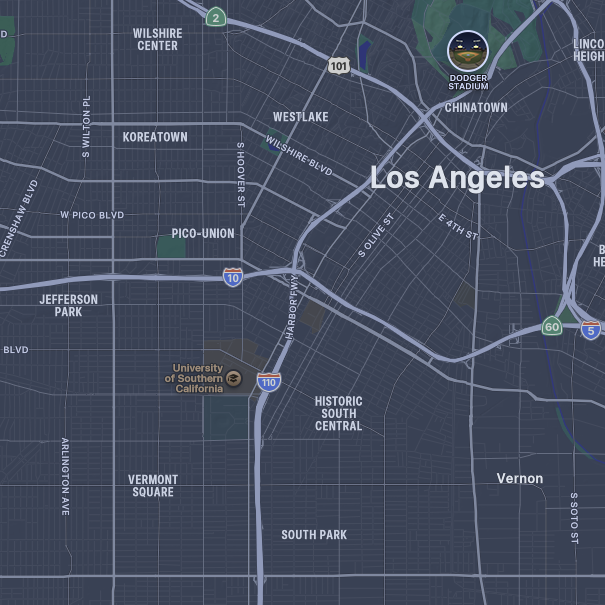 2
WILSHIRE
CENTER
D
LINCO
HEIGH
101
DODGER
STADIUM
CHINATOWN
WESTLAKE
S WILTON PL
KOREATOWN
S HOOVER ST
WILSHIRE BLVD
Los Angeles
CRENSHAW BLVD
W PICO BLVD
S OLIVE ST
E 4TH ST
PICO-UNION
B
HE
10
JEFFERSON
PARK
HARBOR FWY
60
5
BLVD
University
of Southern
California
110
HISTORIC
SOUTH
CENTRAL
ARLINGTON AVE
VERMONT
SQUARE
Vernon
S SOTO ST
SOUTH PARK